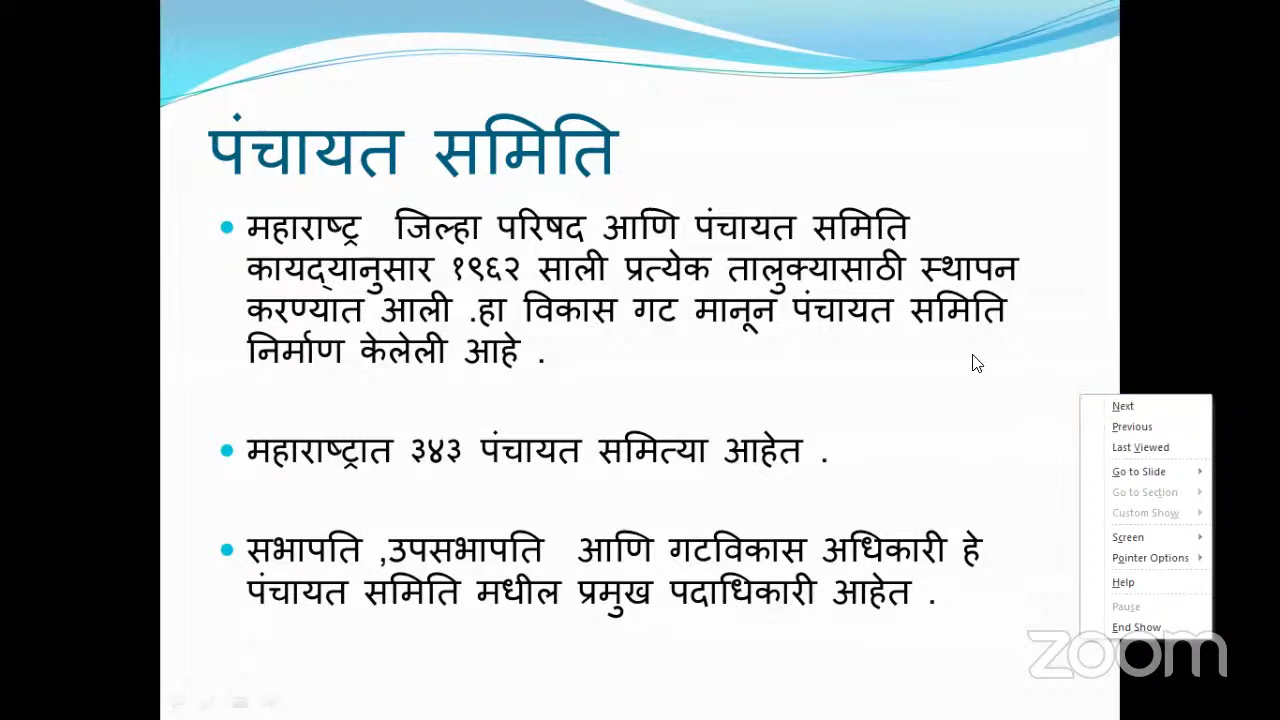 पंचायत समिति
महाराष्ट्र जिल्हा परिषद आणि पंचायत समिति
कायद्यानुसार १९६२ साली प्रत्येक तालुक्यासाठी स्थापन
करण्यात आली .हा विकास गट मानून पंचायत समिति
निर्माण केलेली आहे .
महाराष्ट्रात ३४३ पंचायत समित्या आहेत .
सभापति ,उपसभापति आणि गटविकास अधिकारी हे
पंचायत समिति मधील प्रमुख पदाधिकारी आहेत .
Next
Previous
Last Viewed
Go to Slide
Go to Section
Custom Show
Screen
Pointer Options
Help
Pause
End Show
zoom